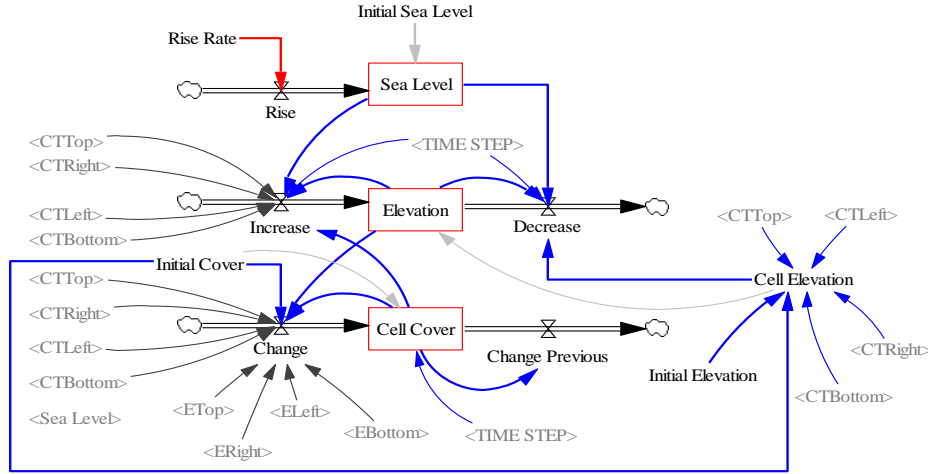 Initial Sea Level
Rise Rate
Sea Level
Rise
<CTTop>
<TIME STEP>
<CTRight>
<CTLeft>
Elevation
<CTTop>
<CTLeft>
Increase
Decrease
<CTBottom>
Initial Cover
<CTTop>
Cell Elevation
<CTRight>
Cell Cover
<CTLeft>
Change
Change Previous
<CTRight>
<CTBottom>
Initial Elevation
<CTBottom>
<ETop>
<ELeft>
<Sea Level>
<EBottom>
<TIME STEP>
<ERight>